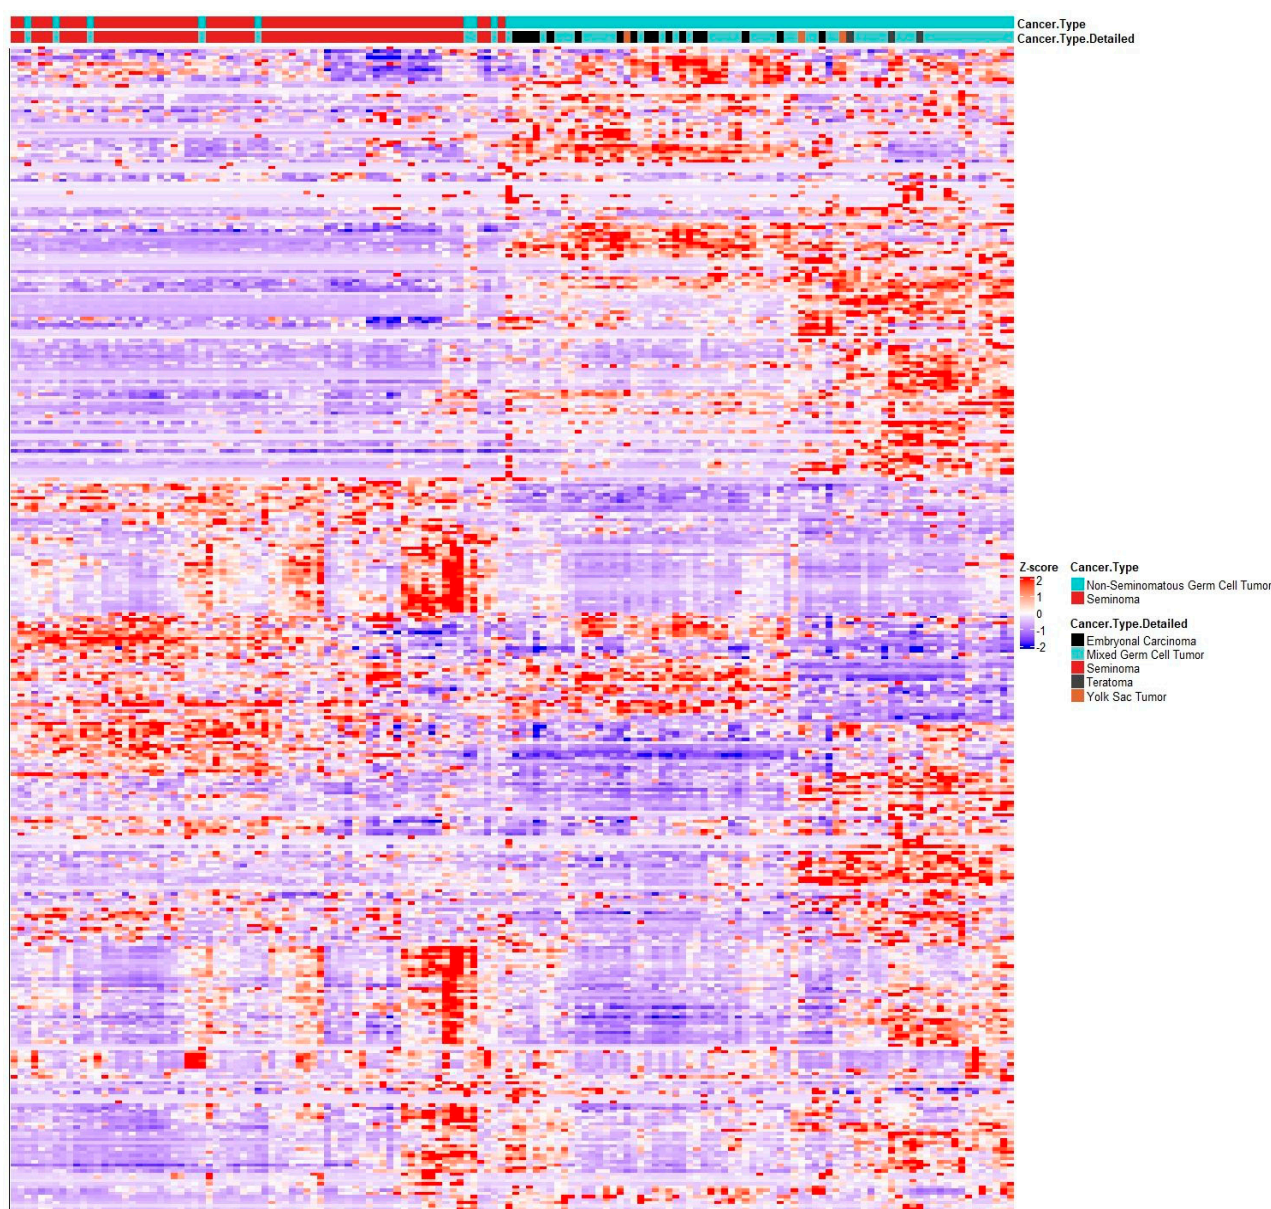 Cancer.Type
Cancer.Type.Detailed
Z-score
2
1
0
-1
-2
Cancer.Type
Non-Seminomatous Germ Cell Tumor
Seminoma
Cancer.Type.Detailed
Embryonal Carcinoma
Mixed Germ Cell Tumor
Seminoma
Teratoma
Yolk Sac Tumor